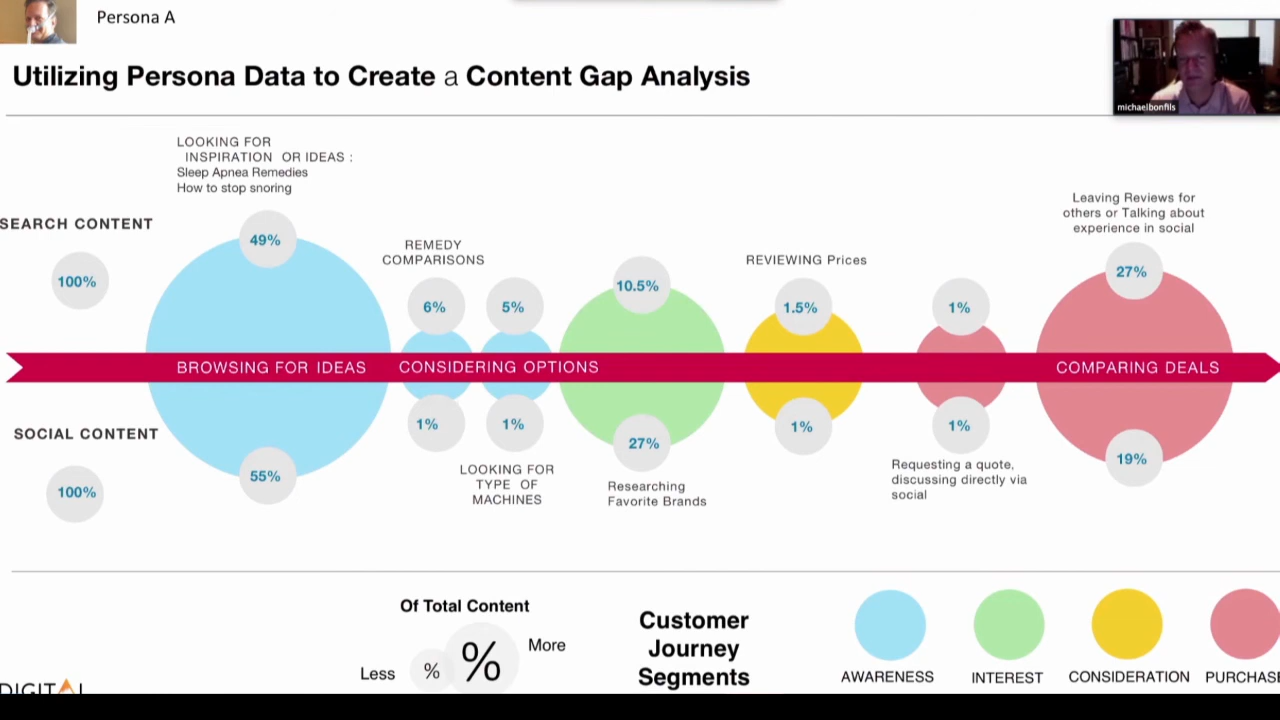 Persona A
Utilizing Persona Data to Create a Content Gap Analysis
michaelbonfils
LOOKING FOR
INSPIRATION OR IDEAS :
Sleep Apnea Remedies
How to stop snoring
SEARCH CONTENT
100%
49%
REMEDY
COMPARISONS
6%
5%
10.5%
REVIEWING Prices
1.5%
1%
Leaving Reviews for
others or Talking about
experience in social
27%
BROWSING FOR IDEAS
CONSIDERING OPTIONS
COMPARING DEALS
SOCIAL CONTENT
100%
55%
1%
1%
LOOKING FOR
TYPE OF
MACHINES
27%
Researching
Favorite Brands
1%
1%
Requesting a quote,
discussing directly via
social
19%
Of Total Content
Less
%
%
More
Customer
Journey
Segments
AWARENESS
INTEREST
CONSIDERATION
PURCHASE
DIGITAL